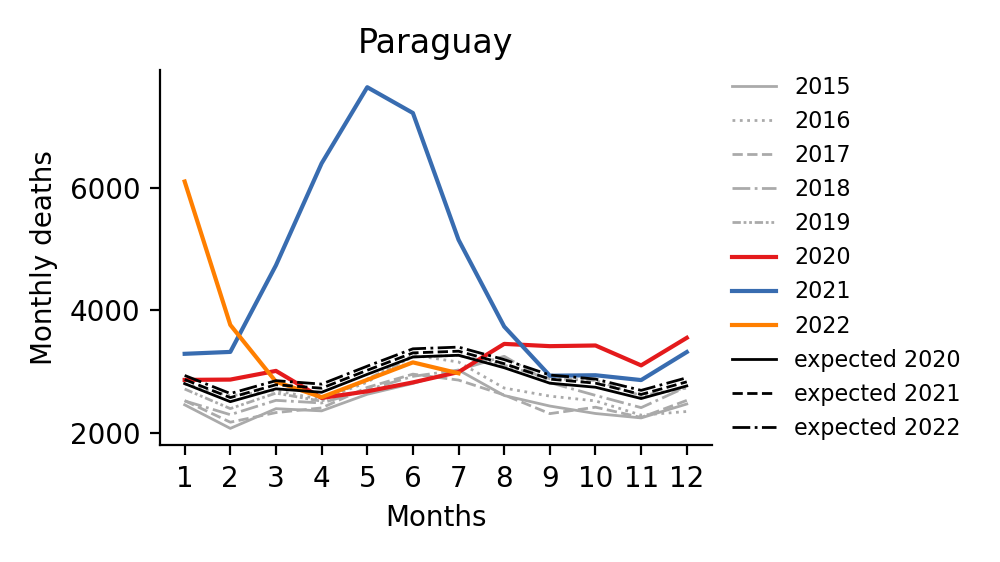 Paraguay
Monthly deaths
6000
4000
2000
1 2 3 4 5 6 7 8 9 10 11 12
Months
2015
2016
2017
2018
2019
2020
2021
2022
expected 2020
expected 2021
expected 2022